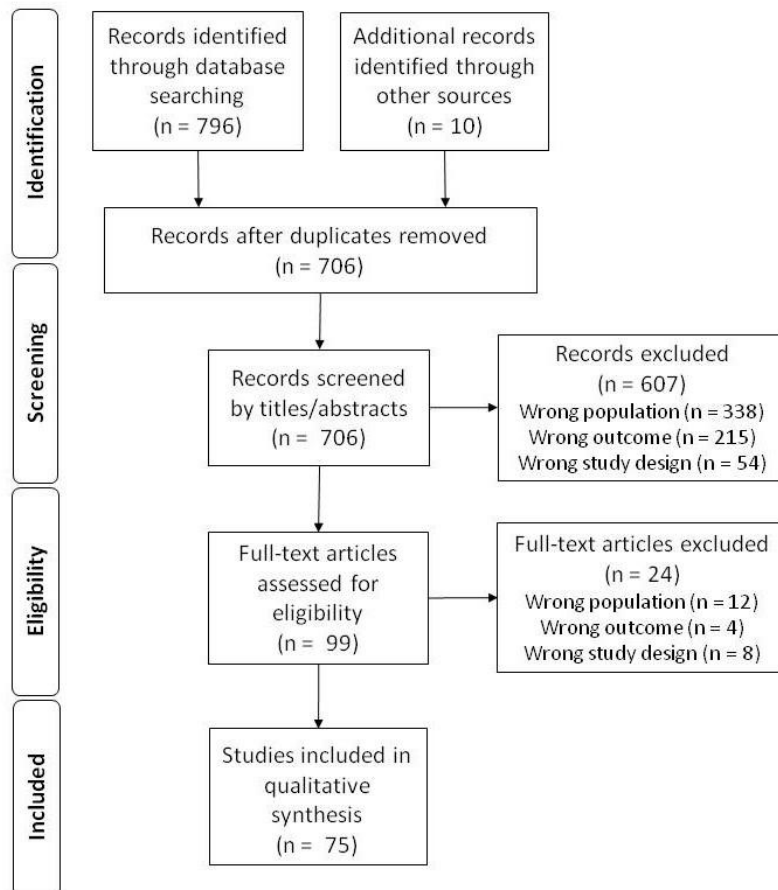 Identification
Records identified
through database
searching
(n = 796)
Additional records
identified through
other sources
(n = 10)
Records after duplicates removed
(n = 706)
Screening
Records screened
by titles/abstracts
(n = 706)
Records excluded
(n = 607)
Wrong population (n = 338)
Wrong outcome (n = 215)
Wrong study design (n = 54)
Eligibility
Full-text articles
assessed for
eligibility
(n = 99)
Full-text articles excluded
(n = 24)
Wrong population (n = 12)
Wrong outcome (n = 4)
Wrong study design (n = 8)
Included
Studies included in
qualitative
synthesis
(n = 75)